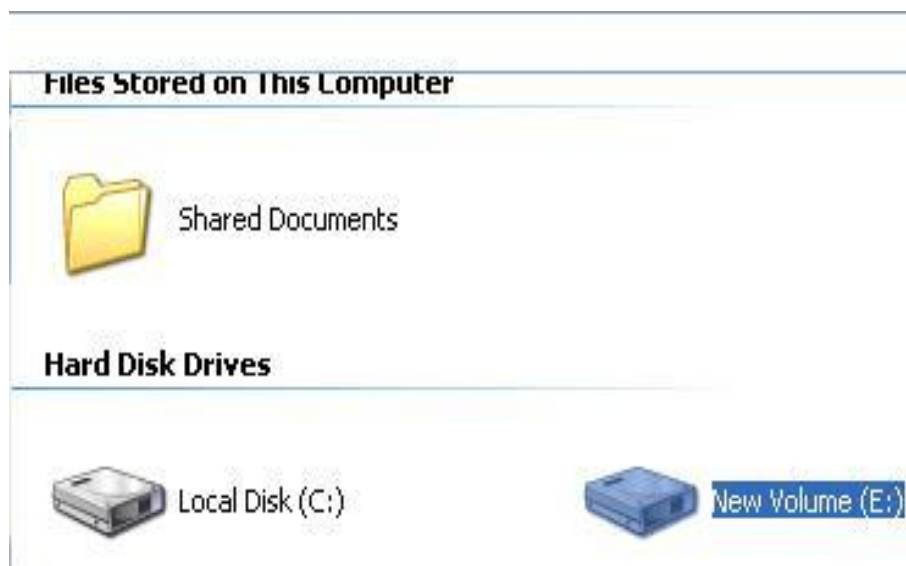 Files Stored on This Computer
Shared Documents
Hard Disk Drives
Local Disk (C:)
New Volume (E:)